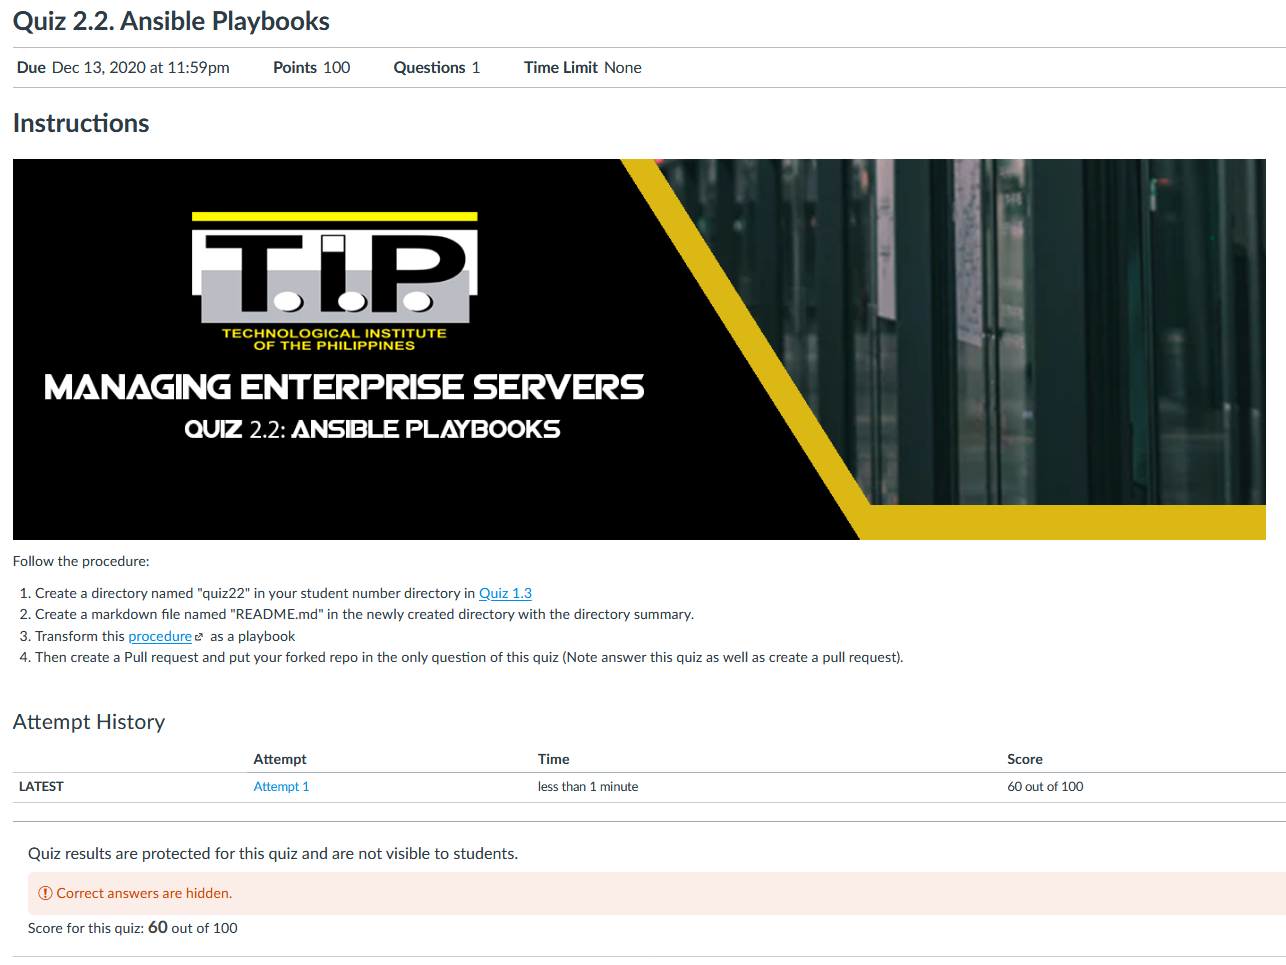 Quiz 2.2. Ansible Playbooks
Due Dec 13, 2020 at 11:59pm Points 100 Questions 1 Time Limit None
Instructions
T.I.P.
TECHNOLOGICAL INSTITUTE
OF THE PHILIPPINES
MANAGING ENTERPRISE SERVERS
QUIZ 2.2: ANSIBLE PLAYBOOKS
Follow the procedure:
1. Create a directory named "quiz22" in your student number directory in Quiz 1.3
2. Create a markdown file named "README.md" in the newly created directory with the directory summary.
3. Transform this procedure as a playbook
4. Then create a Pull request and put your forked repo in the only question of this quiz (Note answer this quiz as well as create a pull request).
Attempt History
Attempt Time Score
LATEST Attempt 1 less than 1 minute 60 out of 100
Quiz results are protected for this quiz and are not visible to students.
Correct answers are hidden.
Score for this quiz: 60 out of 100